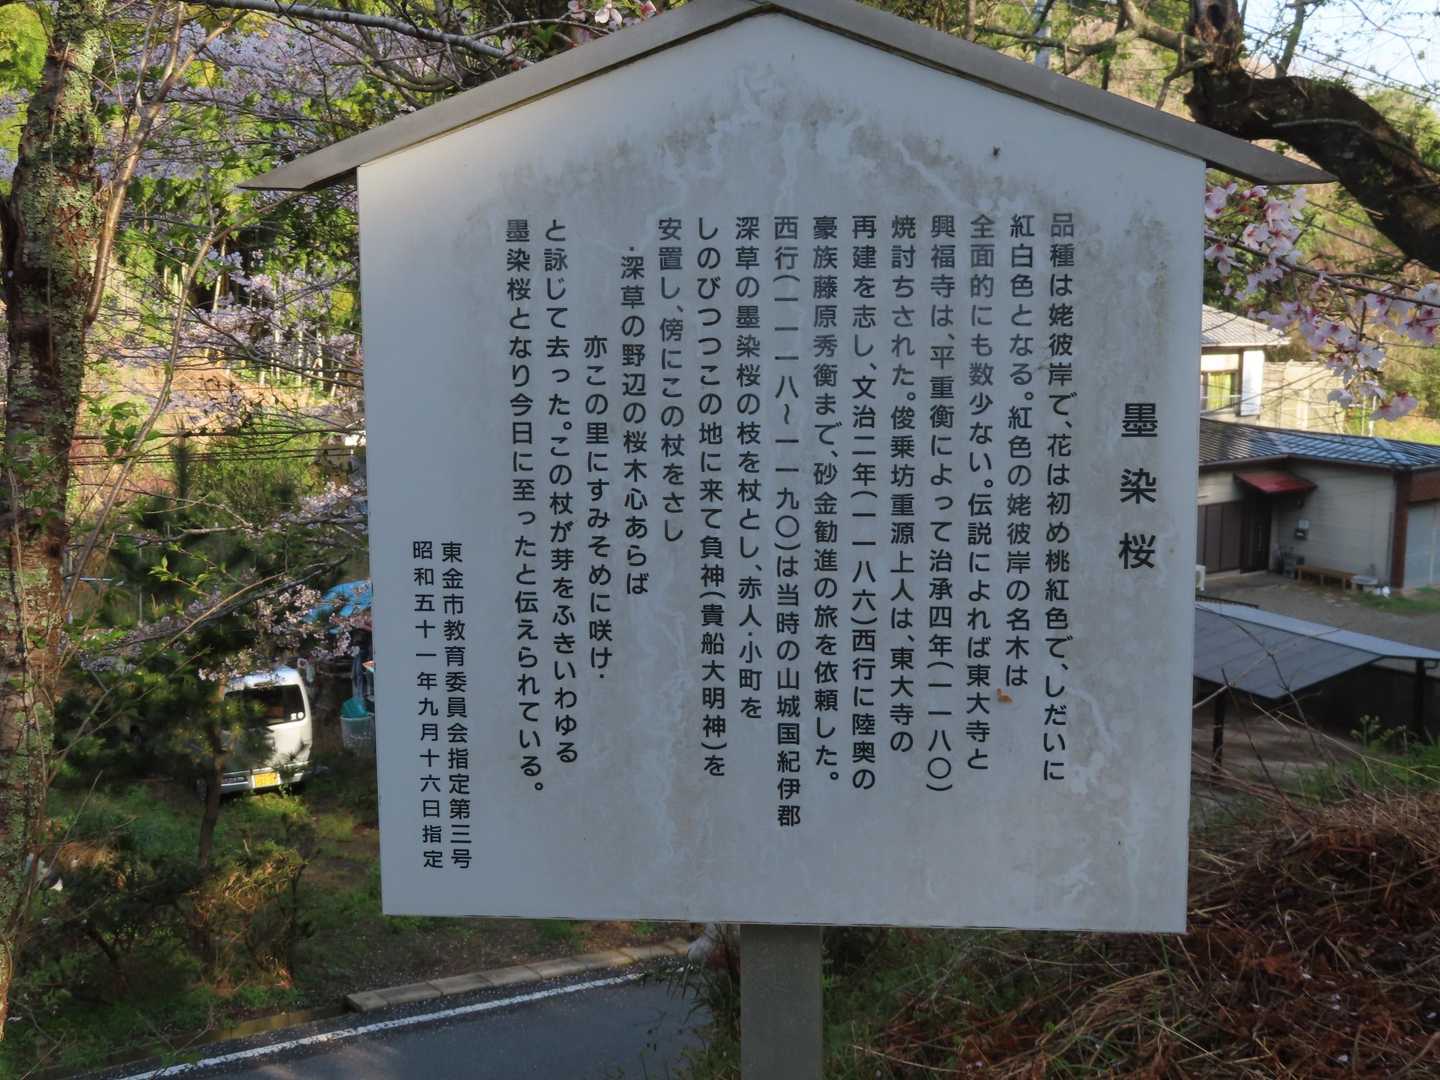 墨染桜
品種は姥彼岸で、花は初め桃紅色で、しだいに
紅白色となる。紅色の姥彼岸の名木は
全面的にも数少ない。伝説によれば東大寺と
興福寺は、平重衡によって治承四年(一一八〇)
焼討ちされた。俊乗坊重源上人は、東大寺の
再建を志し、文治二年(一一八六)西行に陸奥の
豪族藤原秀衡まで、砂金勧進の旅を依頼した。
西行(一一一八〜一一九〇)は当時の山城国紀伊郡
深草の墨染桜の枝を杖とし、赤人・小町を
しのびつつこの地に来て貴神(貴船大明神)を
安置し、傍にこの杖をさし
・深草の野辺の桜木心あらば
亦この里にすみぞめに咲け・
と詠じて去った。この杖が芽をふきいわゆる
墨染桜となり今日に至ったと伝えられている。
東金市教育委員会指定第三号
昭和五十一年九月十六日指定